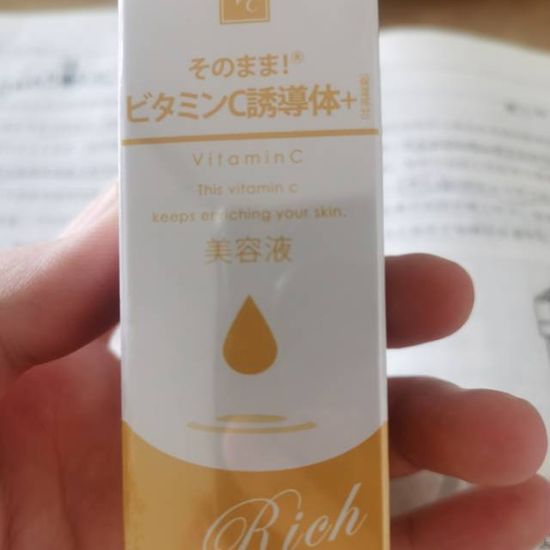 VC
そのまま!®
ビタミンC誘導体+
VitaminC
This vitamin c
keeps enriching your skin.
美容液
Rich